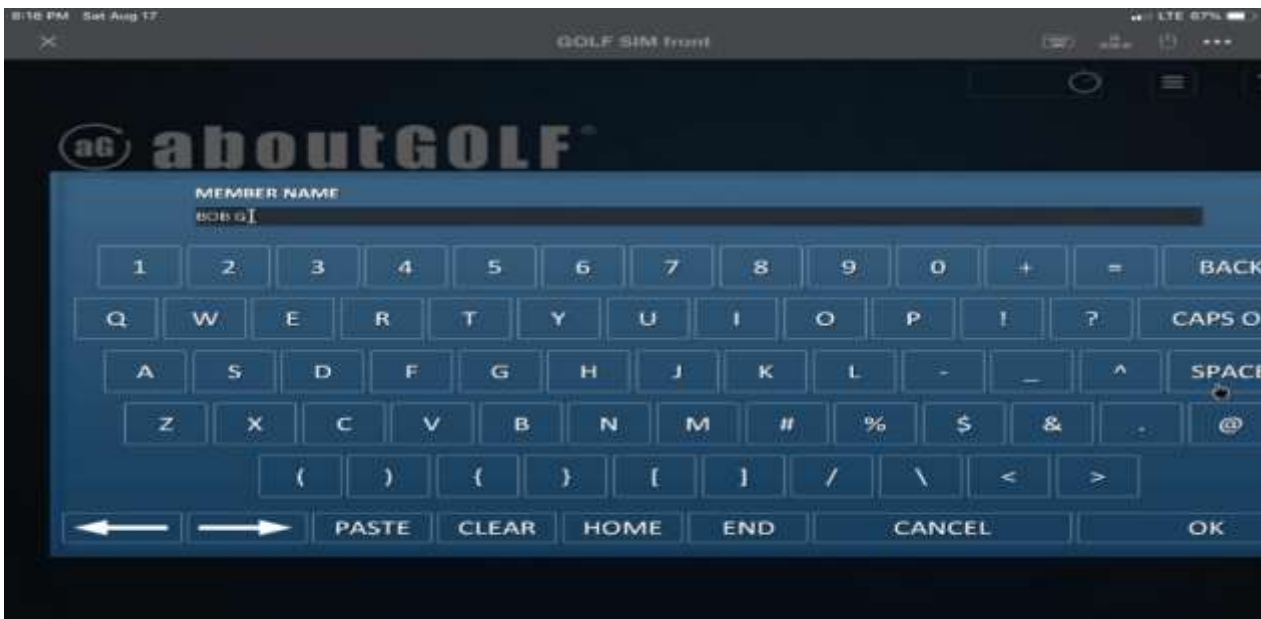 8:16 PM Sat Aug 17
LTE 67%
GOLF SIM front
aG aboutGOLF
MEMBER NAME
BOB G
1 2 3 4 5 6 7 8 9 0 + = BACK
Q W E R T Y U I O P ! ? CAPS O
A S D F G H J K L - _ ^ SPACE
Z X C V B N M # % $ & . @
( ) { } [ ] / \ < >
PASTE CLEAR HOME END CANCEL OK